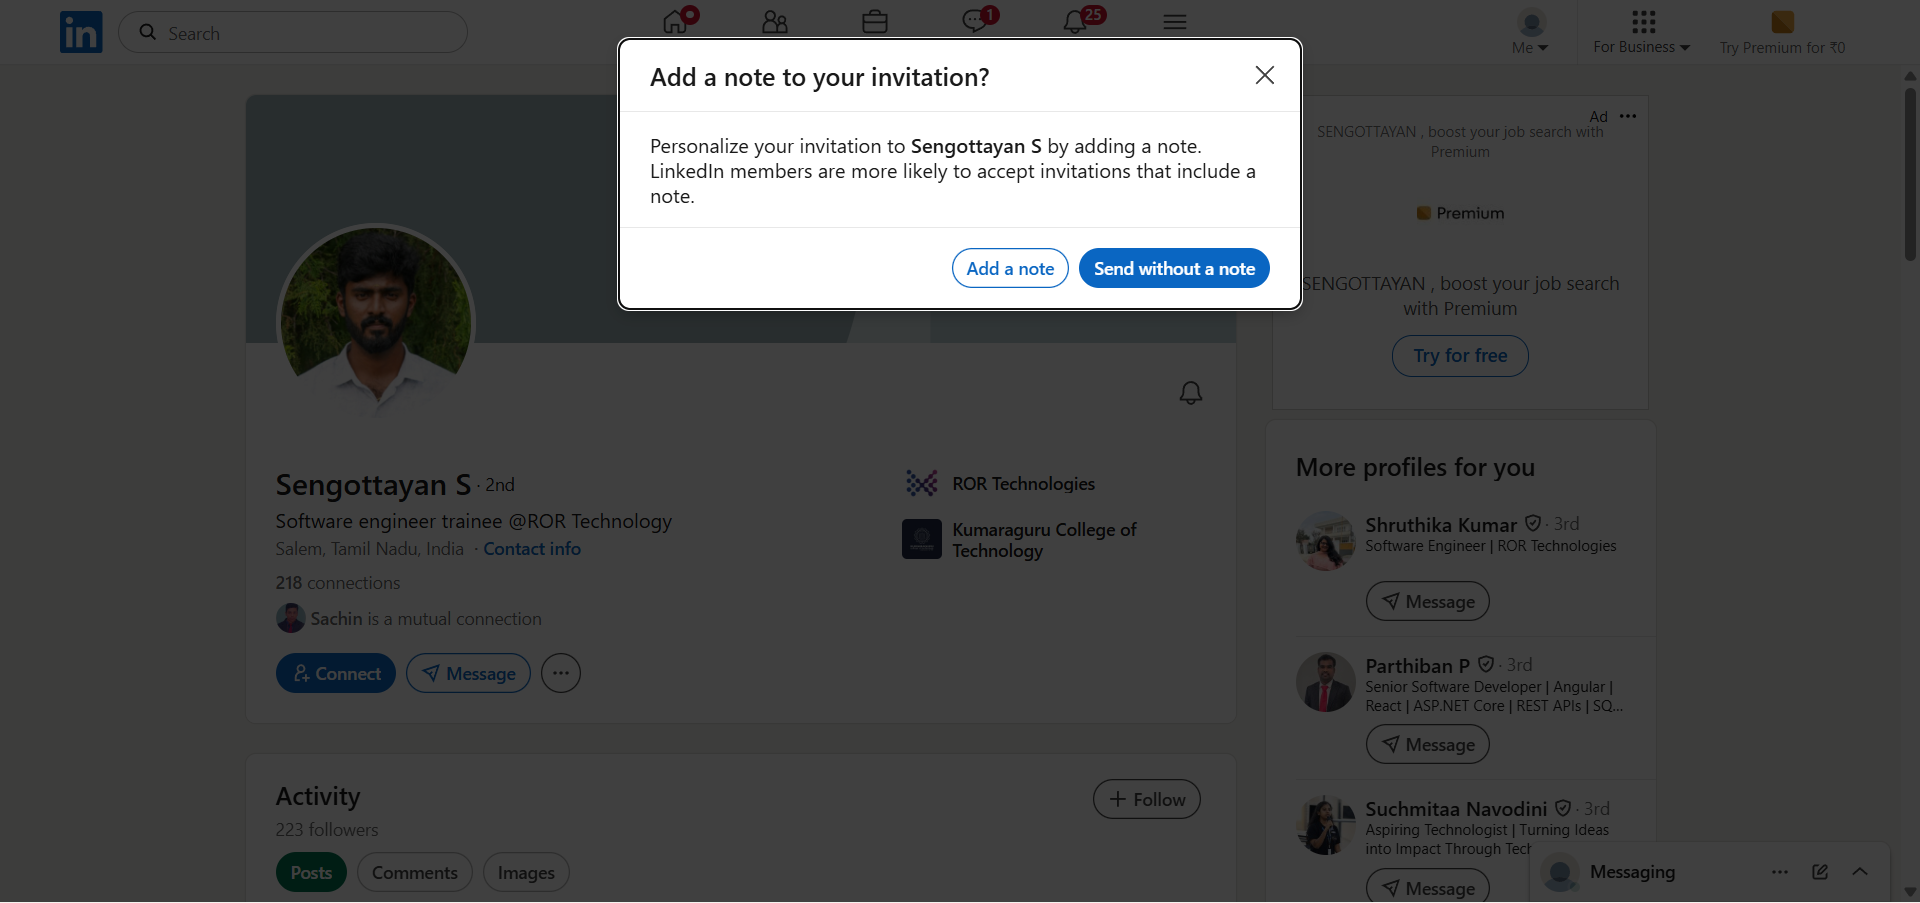 in
Search
1
25
Me
For Business
Try Premium for ₹0
Add a note to your invitation?
Personalize your invitation to Sengottayan S by adding a note.
LinkedIn members are more likely to accept invitations that include a
note.
Add a note
Send without a note
Ad
SENGOTTAYAN , boost your job search with
Premium
Premium
SENGOTTAYAN , boost your job search
with Premium
Try for free
Sengottayan S · 2nd
Software engineer trainee @ROR Technology
Salem, Tamil Nadu, India · Contact info
218 connections
Sachin is a mutual connection
Connect
Message
ROR Technologies
Kumaraguru College of
Technology
More profiles for you
Shruthika Kumar · 3rd
Software Engineer | ROR Technologies
Message
Parthiban P · 3rd
Senior Software Developer | Angular |
React | ASP.NET Core | REST APIs | SQ...
Message
Suchmitaa Navodini · 3rd
Aspiring Technologist | Turning Ideas
into Impact Through Tech
Message
Activity
223 followers
Follow
Posts
Comments
Images
Messaging